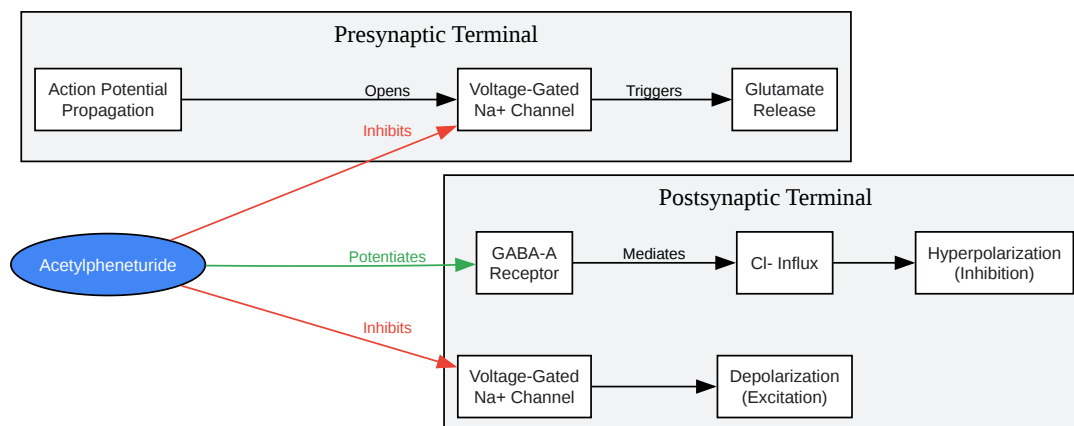 Presynaptic Terminal
Action Potential
Propagation
Opens
Voltage-Gated
Na+ Channel
Triggers
Glutamate
Release
Inhibits
Postsynaptic Terminal
Acetylpheneturide
Potentiates
GABA-A
Receptor
Mediates
Cl- Influx
Hyperpolarization
(Inhibition)
Inhibits
Voltage-Gated
Na+ Channel
Depolarization
(Excitation)